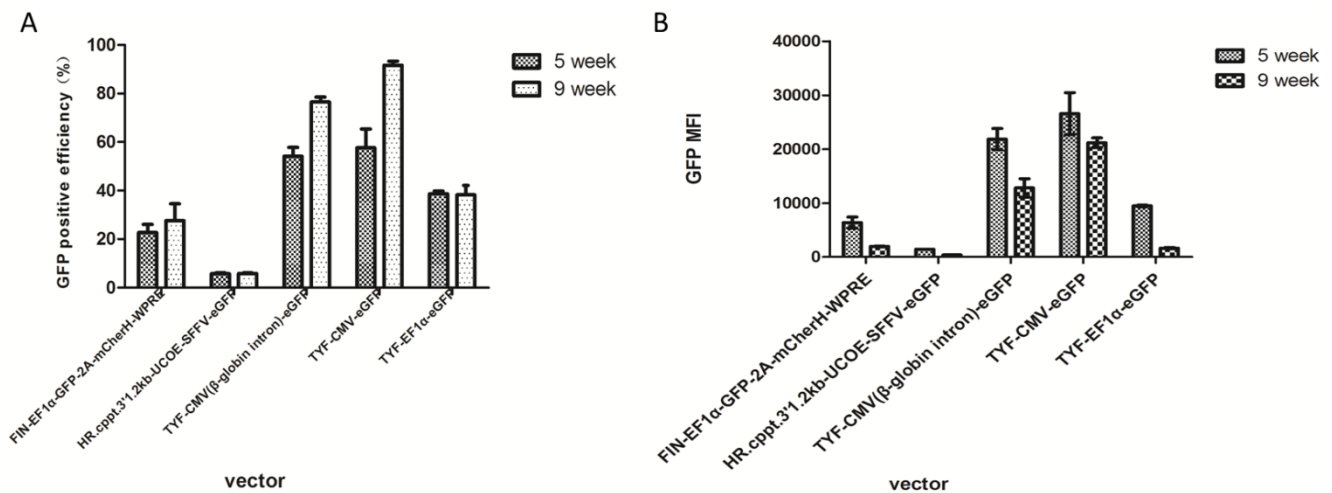 A
GFP positive efficiency (%)
100
80
60
40
20
0
5 week
9 week
FIN-EF1α-GFP-2A-mCherH-WPRE
HR.cppt.3'1.2kb-UCOE-SFFV-eGFP
TYF-CMV(β-globin intron)-eGFP
TYF-CMV-eGFP
TYF-EF1α-eGFP
vector
B
GFP MFI
40000
30000
20000
10000
0
5 week
9 week
FIN-EF1α-GFP-2A-mCherH-WPRE
HR.cppt.3'1.2kb-UCOE-SFFV-eGFP
TYF-CMV(β-globin intron)-eGFP
TYF-CMV-eGFP
TYF-EF1α-eGFP
vector